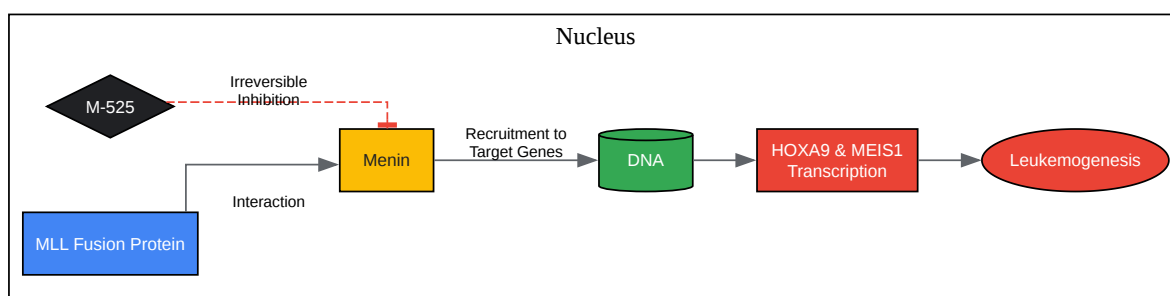 Nucleus
M-525
Irreversible
Inhibition
Menin
Recruitment to
Target Genes
DNA
HOXA9 & MEIS1
Transcription
Leukemogenesis
Interaction
MLL Fusion Protein